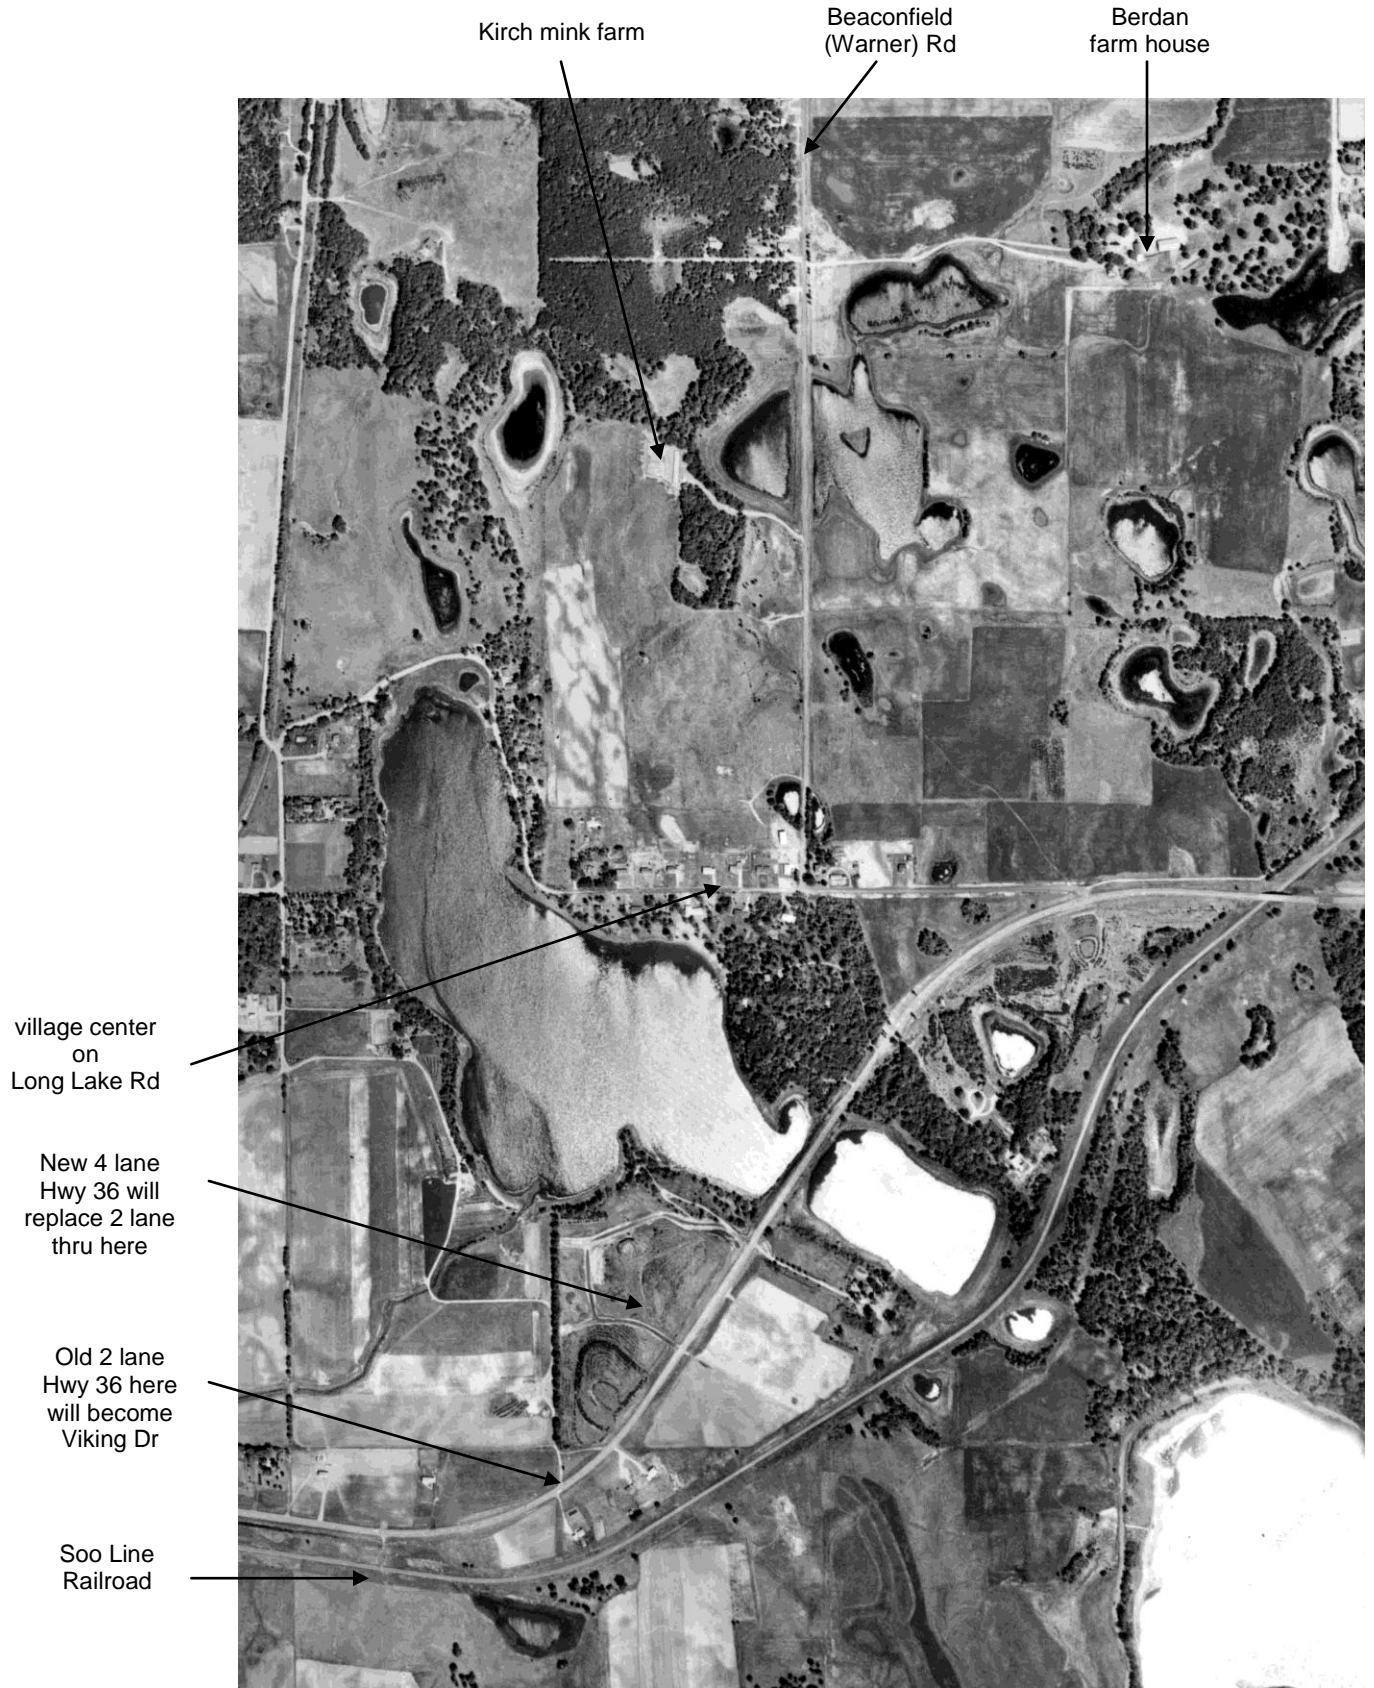 Kirch mink farm
Beaconfield
(Warner) Rd
Berdan
farm house
village center
on
Long Lake Rd
New 4 lane
Hwy 36 will
replace 2 lane
thru here
Old 2 lane
Hwy 36 here
will become
Viking Dr
Soo Line
Railroad